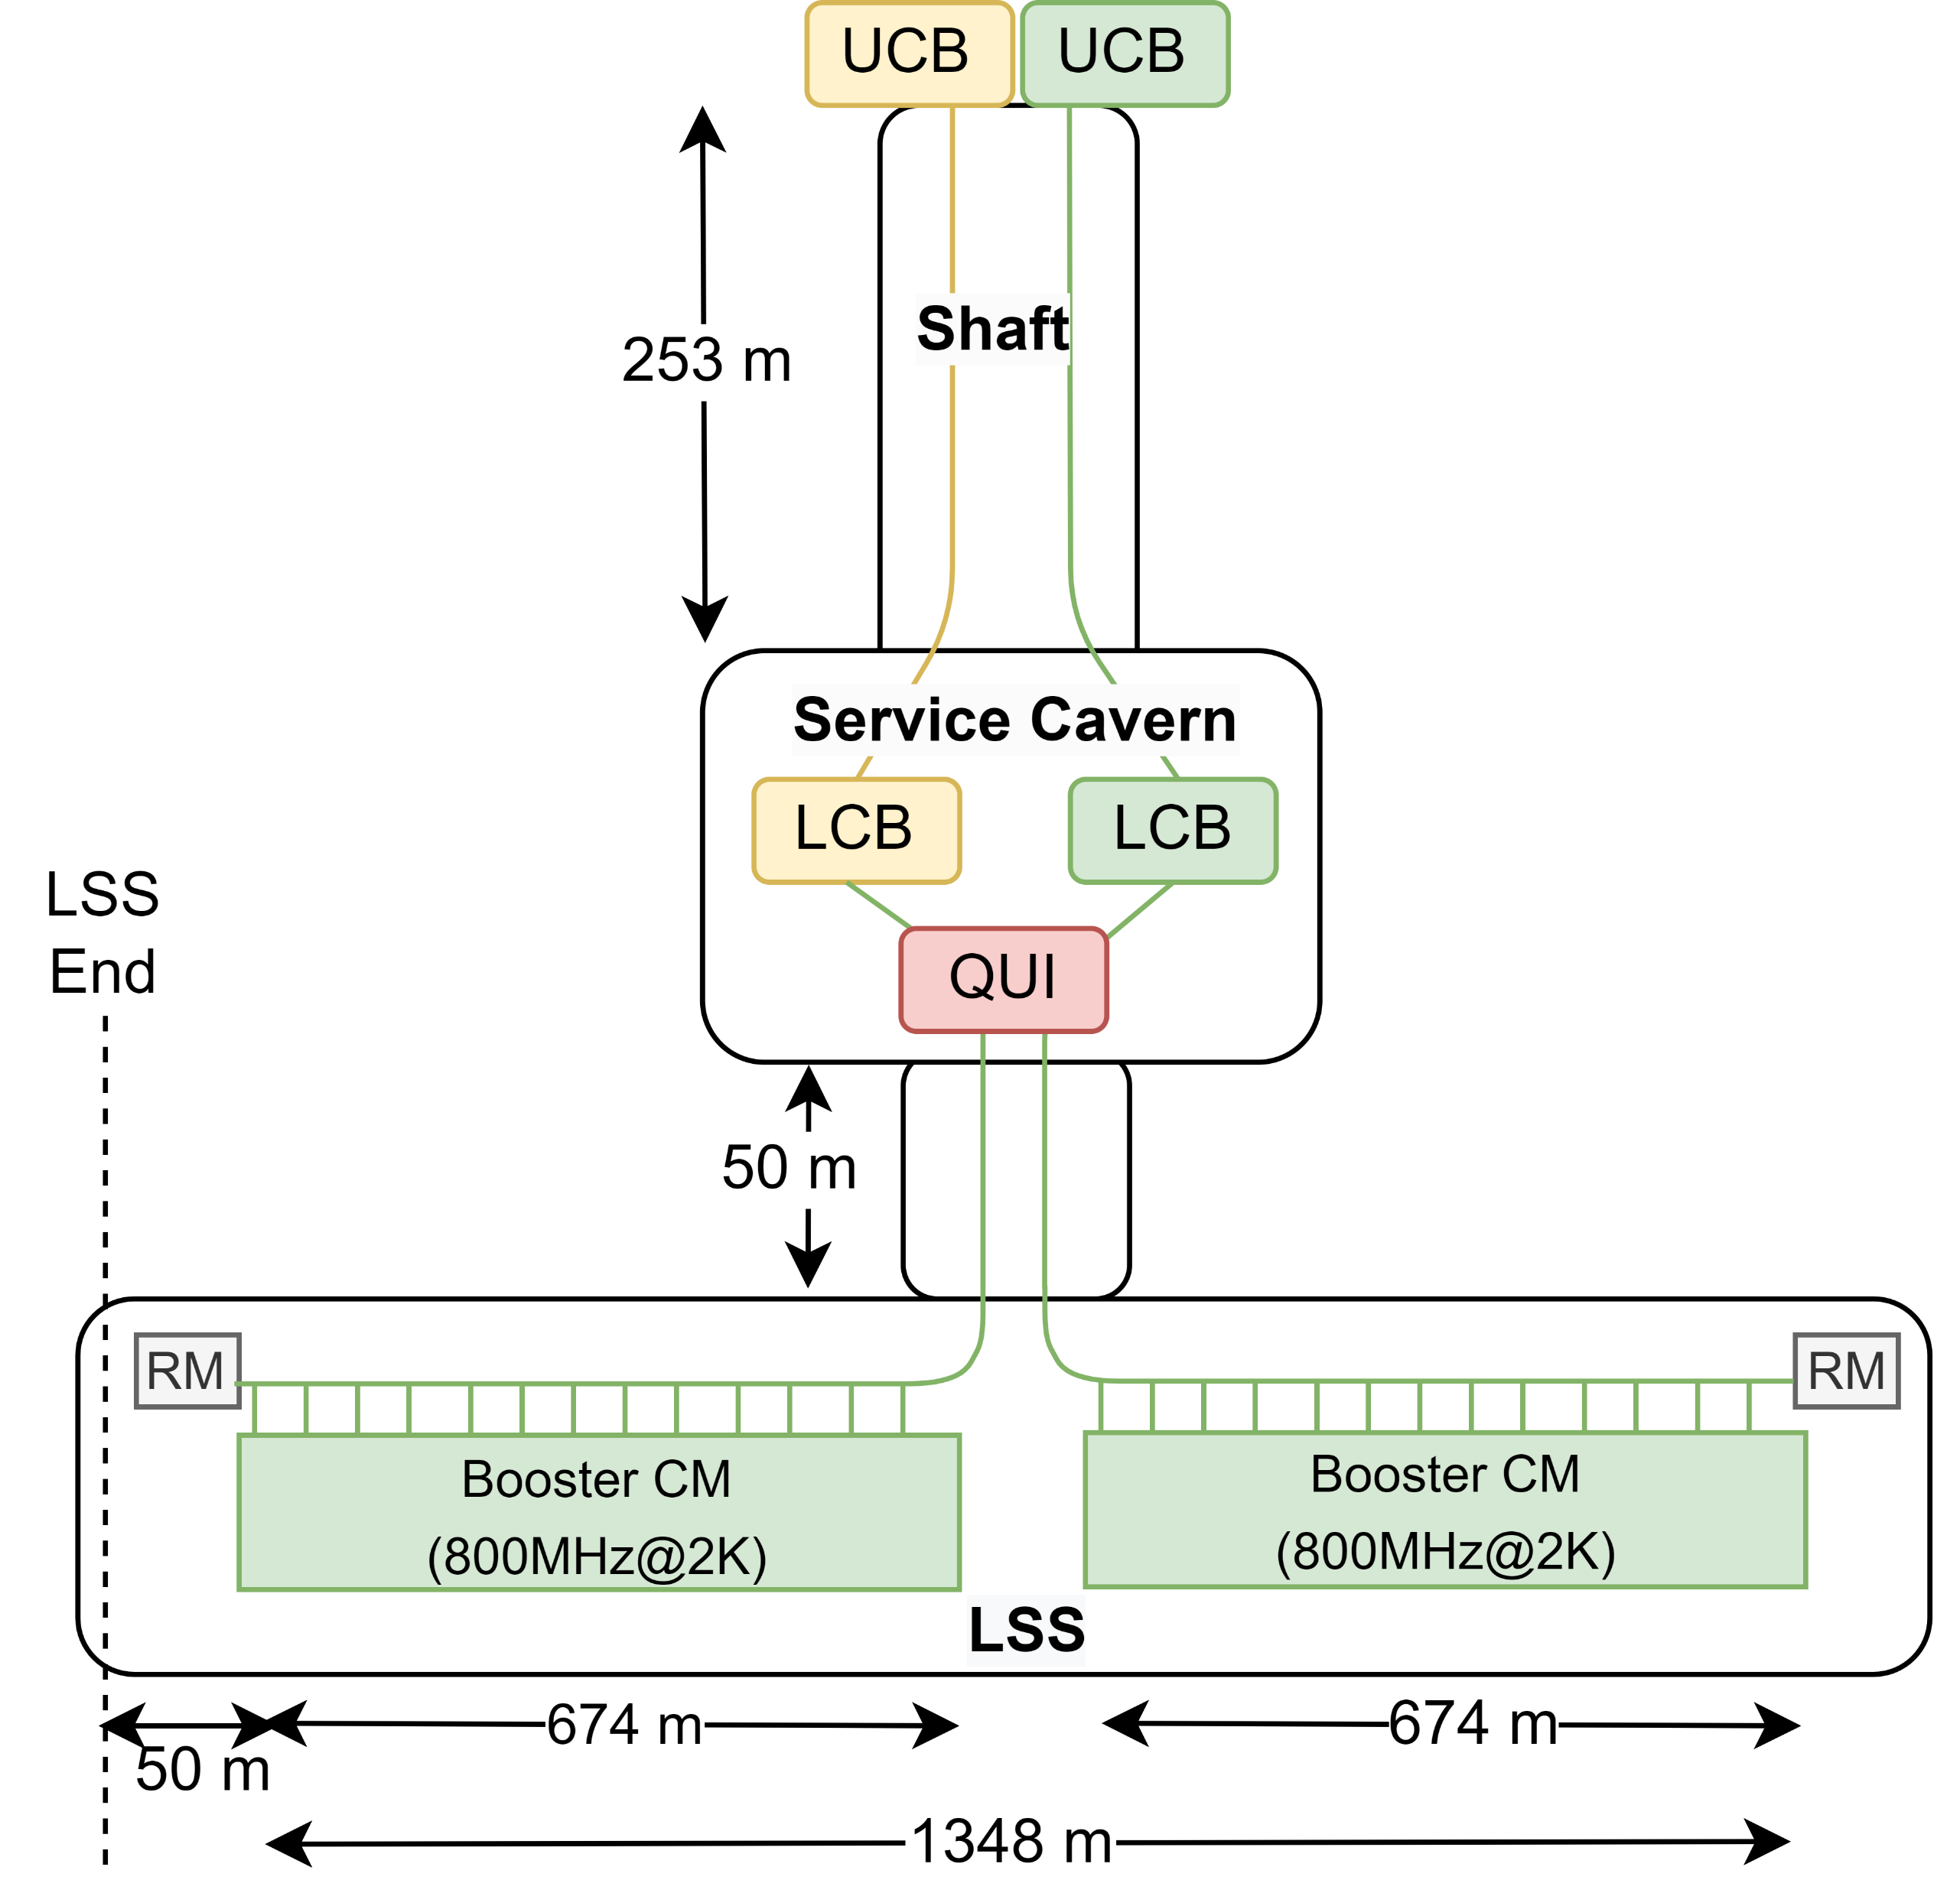 UCB
UCB
Shaft
253 m
Service Cavern
LCB
LCB
LSS
End
QUI
50 m
RM
RM
Booster CM
(800MHz@2K)
Booster CM
(800MHz@2K)
LSS
674 m
674 m
50 m
1348 m